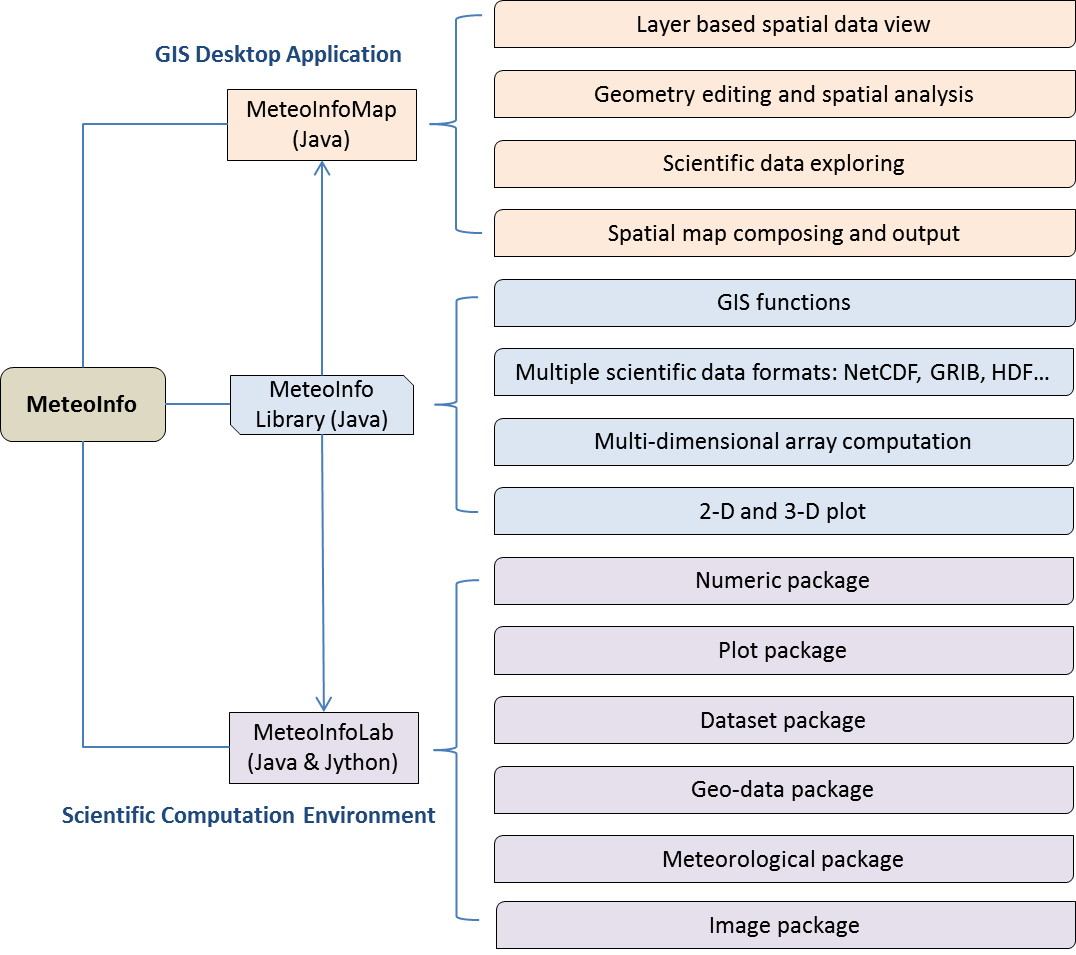 GIS Desktop Application
MeteoInfoMap
(Java)
Layer based spatial data view
Geometry editing and spatial analysis
Scientific data exploring
Spatial map composing and output
MeteoInfo
MeteoInfo
Library (Java)
GIS functions
Multiple scientific data formats: NetCDF, GRIB, HDF...
Multi-dimensional array computation
2-D and 3-D plot
MeteoInfoLab
(Java & Jython)
Scientific Computation Environment
Numeric package
Plot package
Dataset package
Geo-data package
Meteorological package
Image package